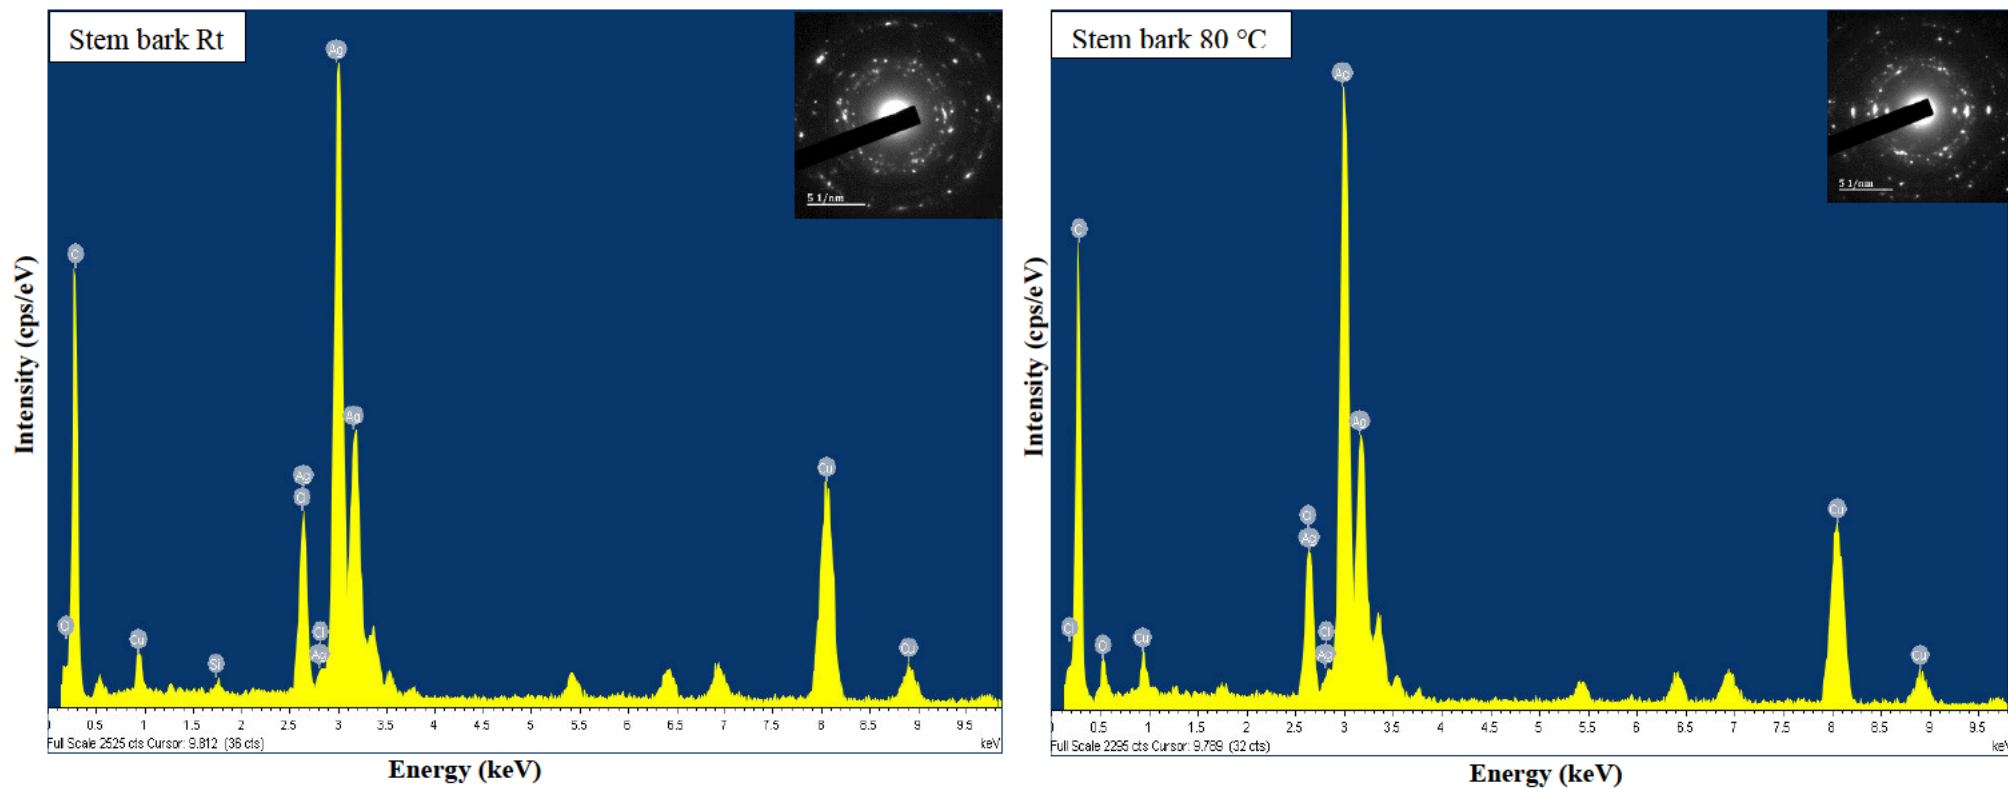 Stem bark Rt
Ag
5 1/nm
C
Ag
Ag
Cl
Cu
Cl
Cu
Si
Cl
Ag
Cu
Intensity (cps/eV)
0.5 1 1.5 2 2.5 3 3.5 4 4.5 5 5.5 6 6.5 7 7.5 8 8.5 9 9.5
Full Scale 2525 cts Cursor: 9.812 (36 cts) keV
Energy (keV)
Stem bark 80 °C
Ag
5 1/nm
C
Ag
Cl
Ag
Cu
Cl
O
Cu
Cl
Ag
Cu
Intensity (cps/eV)
0.5 1 1.5 2 2.5 3 3.5 4 4.5 5 5.5 6 6.5 7 7.5 8 8.5 9 9.5
Full Scale 2295 cts Cursor: 9.789 (32 cts) keV
Energy (keV)